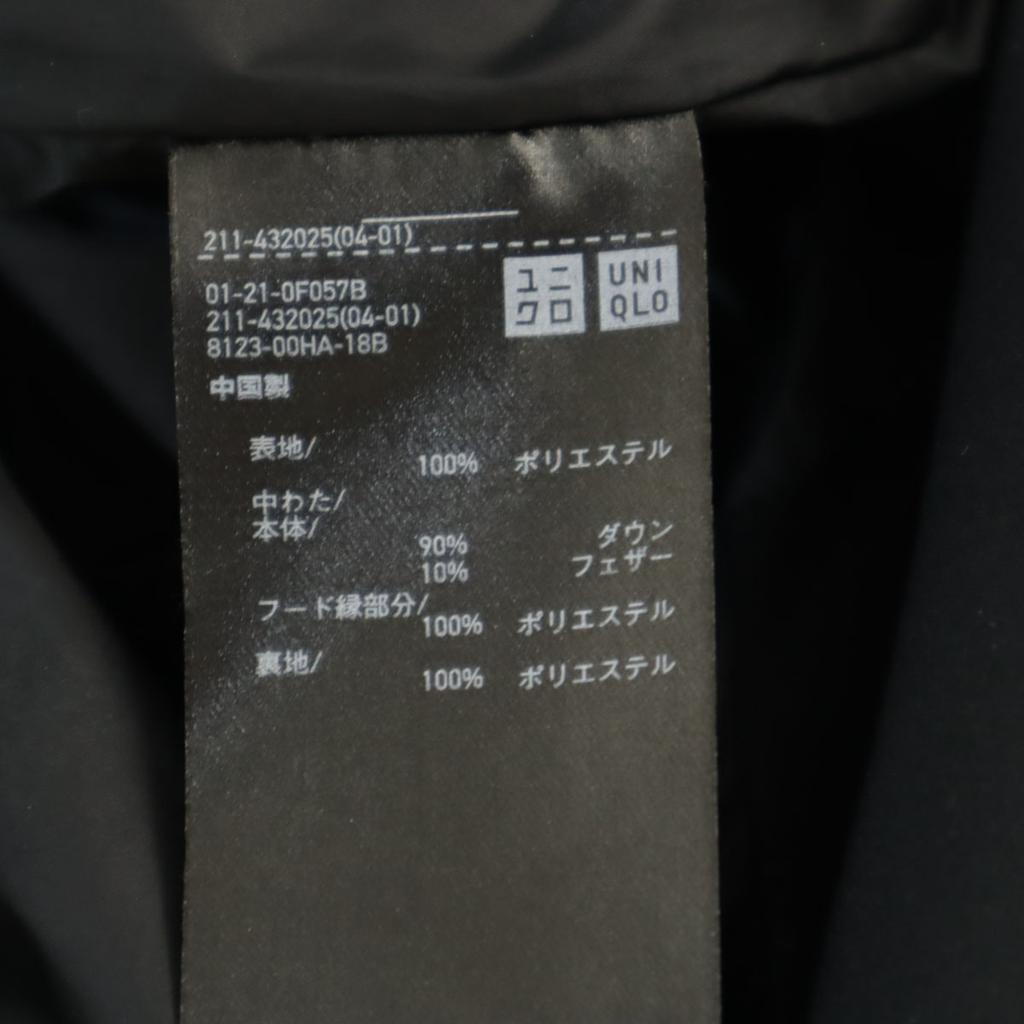 211-432025(04-01)
01-21-0F057B
211-432025(04-01)
8123-00HA-18B
ユニ
クロ
UNI
QLO
中国製
表地/
100% ポリエステル
中わた/
本体/
90% ダウン
10% フェザー
フード縁部分/
100% ポリエステル
裏地/
100% ポリエステル